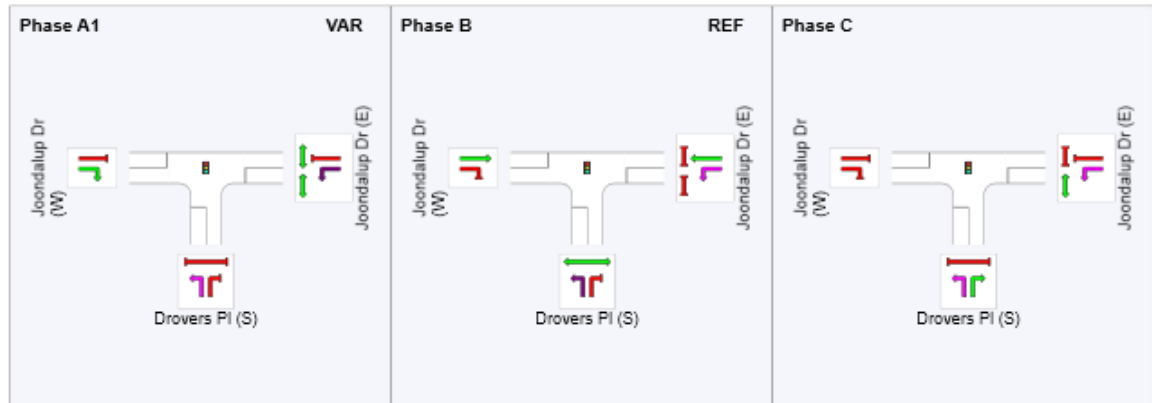 Phase A1 VAR
Joondalup Dr
(W)
Joondalup Dr (E)
Drovers Pl (S)
Phase B REF
Joondalup Dr
(W)
Joondalup Dr (E)
Drovers Pl (S)
Phase C
Joondalup Dr
(W)
Joondalup Dr (E)
Drovers Pl (S)